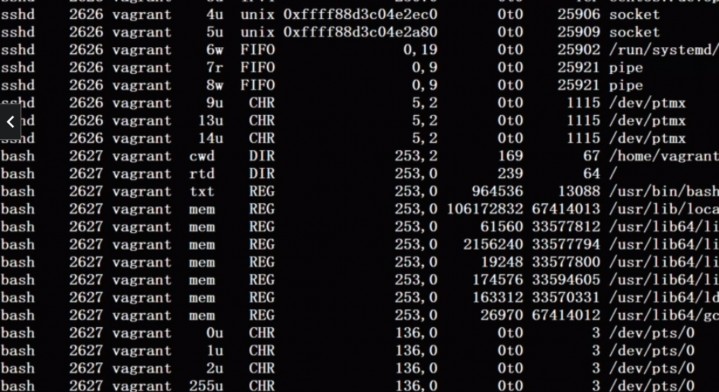 sshd 2626 vagrant 4u unix 0xffff88d3c04e2ec0 0t0 25906 socket
sshd 2626 vagrant 5u unix 0xffff88d3c04e2a80 0t0 25909 socket
sshd 2626 vagrant 6w FIFO 0,19 0t0 25902 /run/systemd/
sshd 2626 vagrant 7r FIFO 0,9 0t0 25921 pipe
sshd 2626 vagrant 8w FIFO 0,9 0t0 25921 pipe
sshd 2626 vagrant 9u CHR 5,2 0t0 1115 /dev/ptmx
sshd 2626 vagrant 13u CHR 5,2 0t0 1115 /dev/ptmx
sshd 2626 vagrant 14u CHR 5,2 0t0 1115 /dev/ptmx
bash 2627 vagrant cwd DIR 253,2 169 67 /home/vagrant
bash 2627 vagrant rtd DIR 253,0 239 64 /
bash 2627 vagrant txt REG 253,0 964536 13088 /usr/bin/bash
bash 2627 vagrant mem REG 253,0 106172832 67414013 /usr/lib/loca
bash 2627 vagrant mem REG 253,0 61560 33577812 /usr/lib64/li
bash 2627 vagrant mem REG 253,0 2156240 33577794 /usr/lib64/li
bash 2627 vagrant mem REG 253,0 19248 33577800 /usr/lib64/li
bash 2627 vagrant mem REG 253,0 174576 33594605 /usr/lib64/li
bash 2627 vagrant mem REG 253,0 163312 33570331 /usr/lib64/ld
bash 2627 vagrant mem REG 253,0 26970 67414012 /usr/lib64/gc
bash 2627 vagrant 0u CHR 136,0 0t0 3 /dev/pts/0
bash 2627 vagrant 1u CHR 136,0 0t0 3 /dev/pts/0
bash 2627 vagrant 2u CHR 136,0 0t0 3 /dev/pts/0
bash 2627 vagrant 255u CHR 136,0 0t0 3 /dev/pts/0